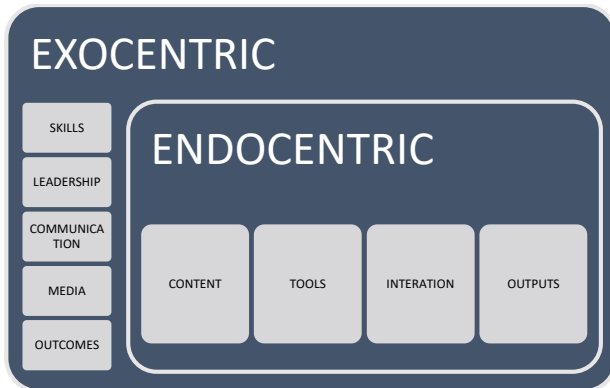 EXOCENTRIC
SKILLS
LEADERSHIP
COMMUNICA
TION
MEDIA
OUTCOMES
ENDOCENTRIC
CONTENT
TOOLS
INTERATION
OUTPUTS